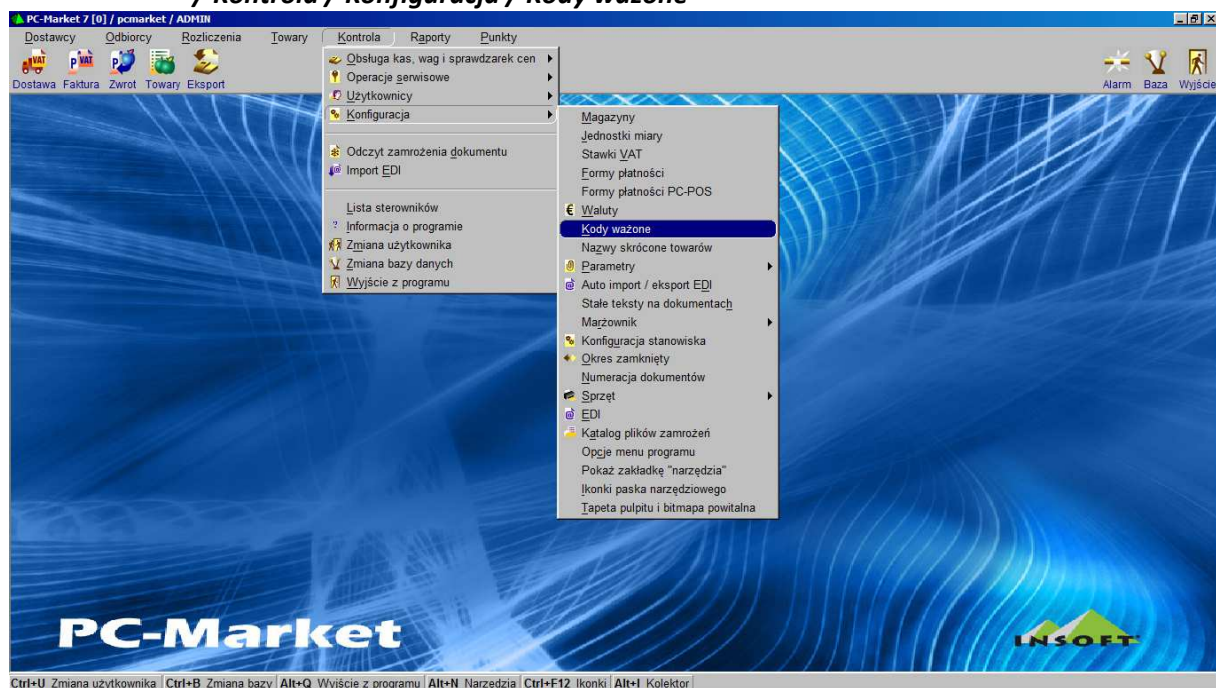 / Kontrola / Konfiguracja / Kody ważone
PC-Market 7 [0] / pcmarket / ADMIN
Dostawcy Odbiorcy Rozliczenia Towary Kontrola Raporty Punkty
Dostawa Faktura Zwrot Towary Eksport Alarm Baza Wyjście
Obsługa kas, wag i sprawdzarek cen
Operacje serwisowe
Użytkownicy
Konfiguracja
Odczyt zamrożenia dokumentu
Import EDI
Lista sterowników
Informacja o programie
Zmiana użytkownika
Zmiana bazy danych
Wyjście z programu
Magazyny
Jednostki miary
Stawki VAT
Formy płatności
Formy płatności PC-POS
Waluty
Kody ważone
Nazwy skrócone towarów
Parametry
Auto import / eksport EDI
Stałe teksty na dokumentach
Marżownik
Konfiguracja stanowiska
Okres zamknięty
Numeracja dokumentów
Sprzęt
EDI
Katalog plików zamrożeń
Opcje menu programu
Pokaż zakładkę "narzędzia"
Ikonki paska narzędziowego
Tapeta pulpitu i bitmapa powitalna
PC-Market
INSOFT
Ctrl+U Zmiana użytkownika Ctrl+B Zmiana bazy Alt+Q Wyjście z programu Alt+N Narzędzia Ctrl+F12 Ikonki Alt+I Kolektor